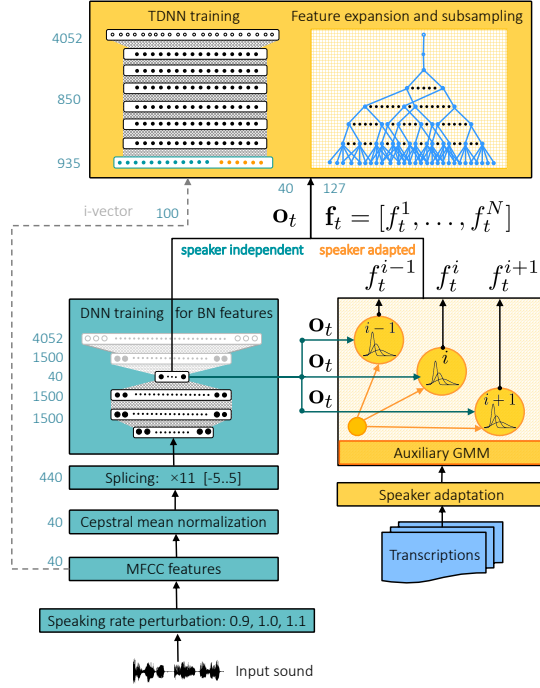 TDNN training
Feature expansion and subsampling
4052
850
935
40
127
i-vector
100
o_t
f_t = [f_t^1, . . . , f_t^N]
speaker independent
speaker adapted
f_t^{i−1}
f_t^i
f_t^{i+1}
DNN training for BN features
4052
1500
40
1500
1500
o_t
o_t
o_t
i − 1
i
i + 1
Auxiliary GMM
440
Splicing: ×11 [-5..5]
Speaker adaptation
40
Cepstral mean normalization
Transcriptions
40
MFCC features
Speaking rate perturbation: 0.9, 1.0, 1.1
Input sound